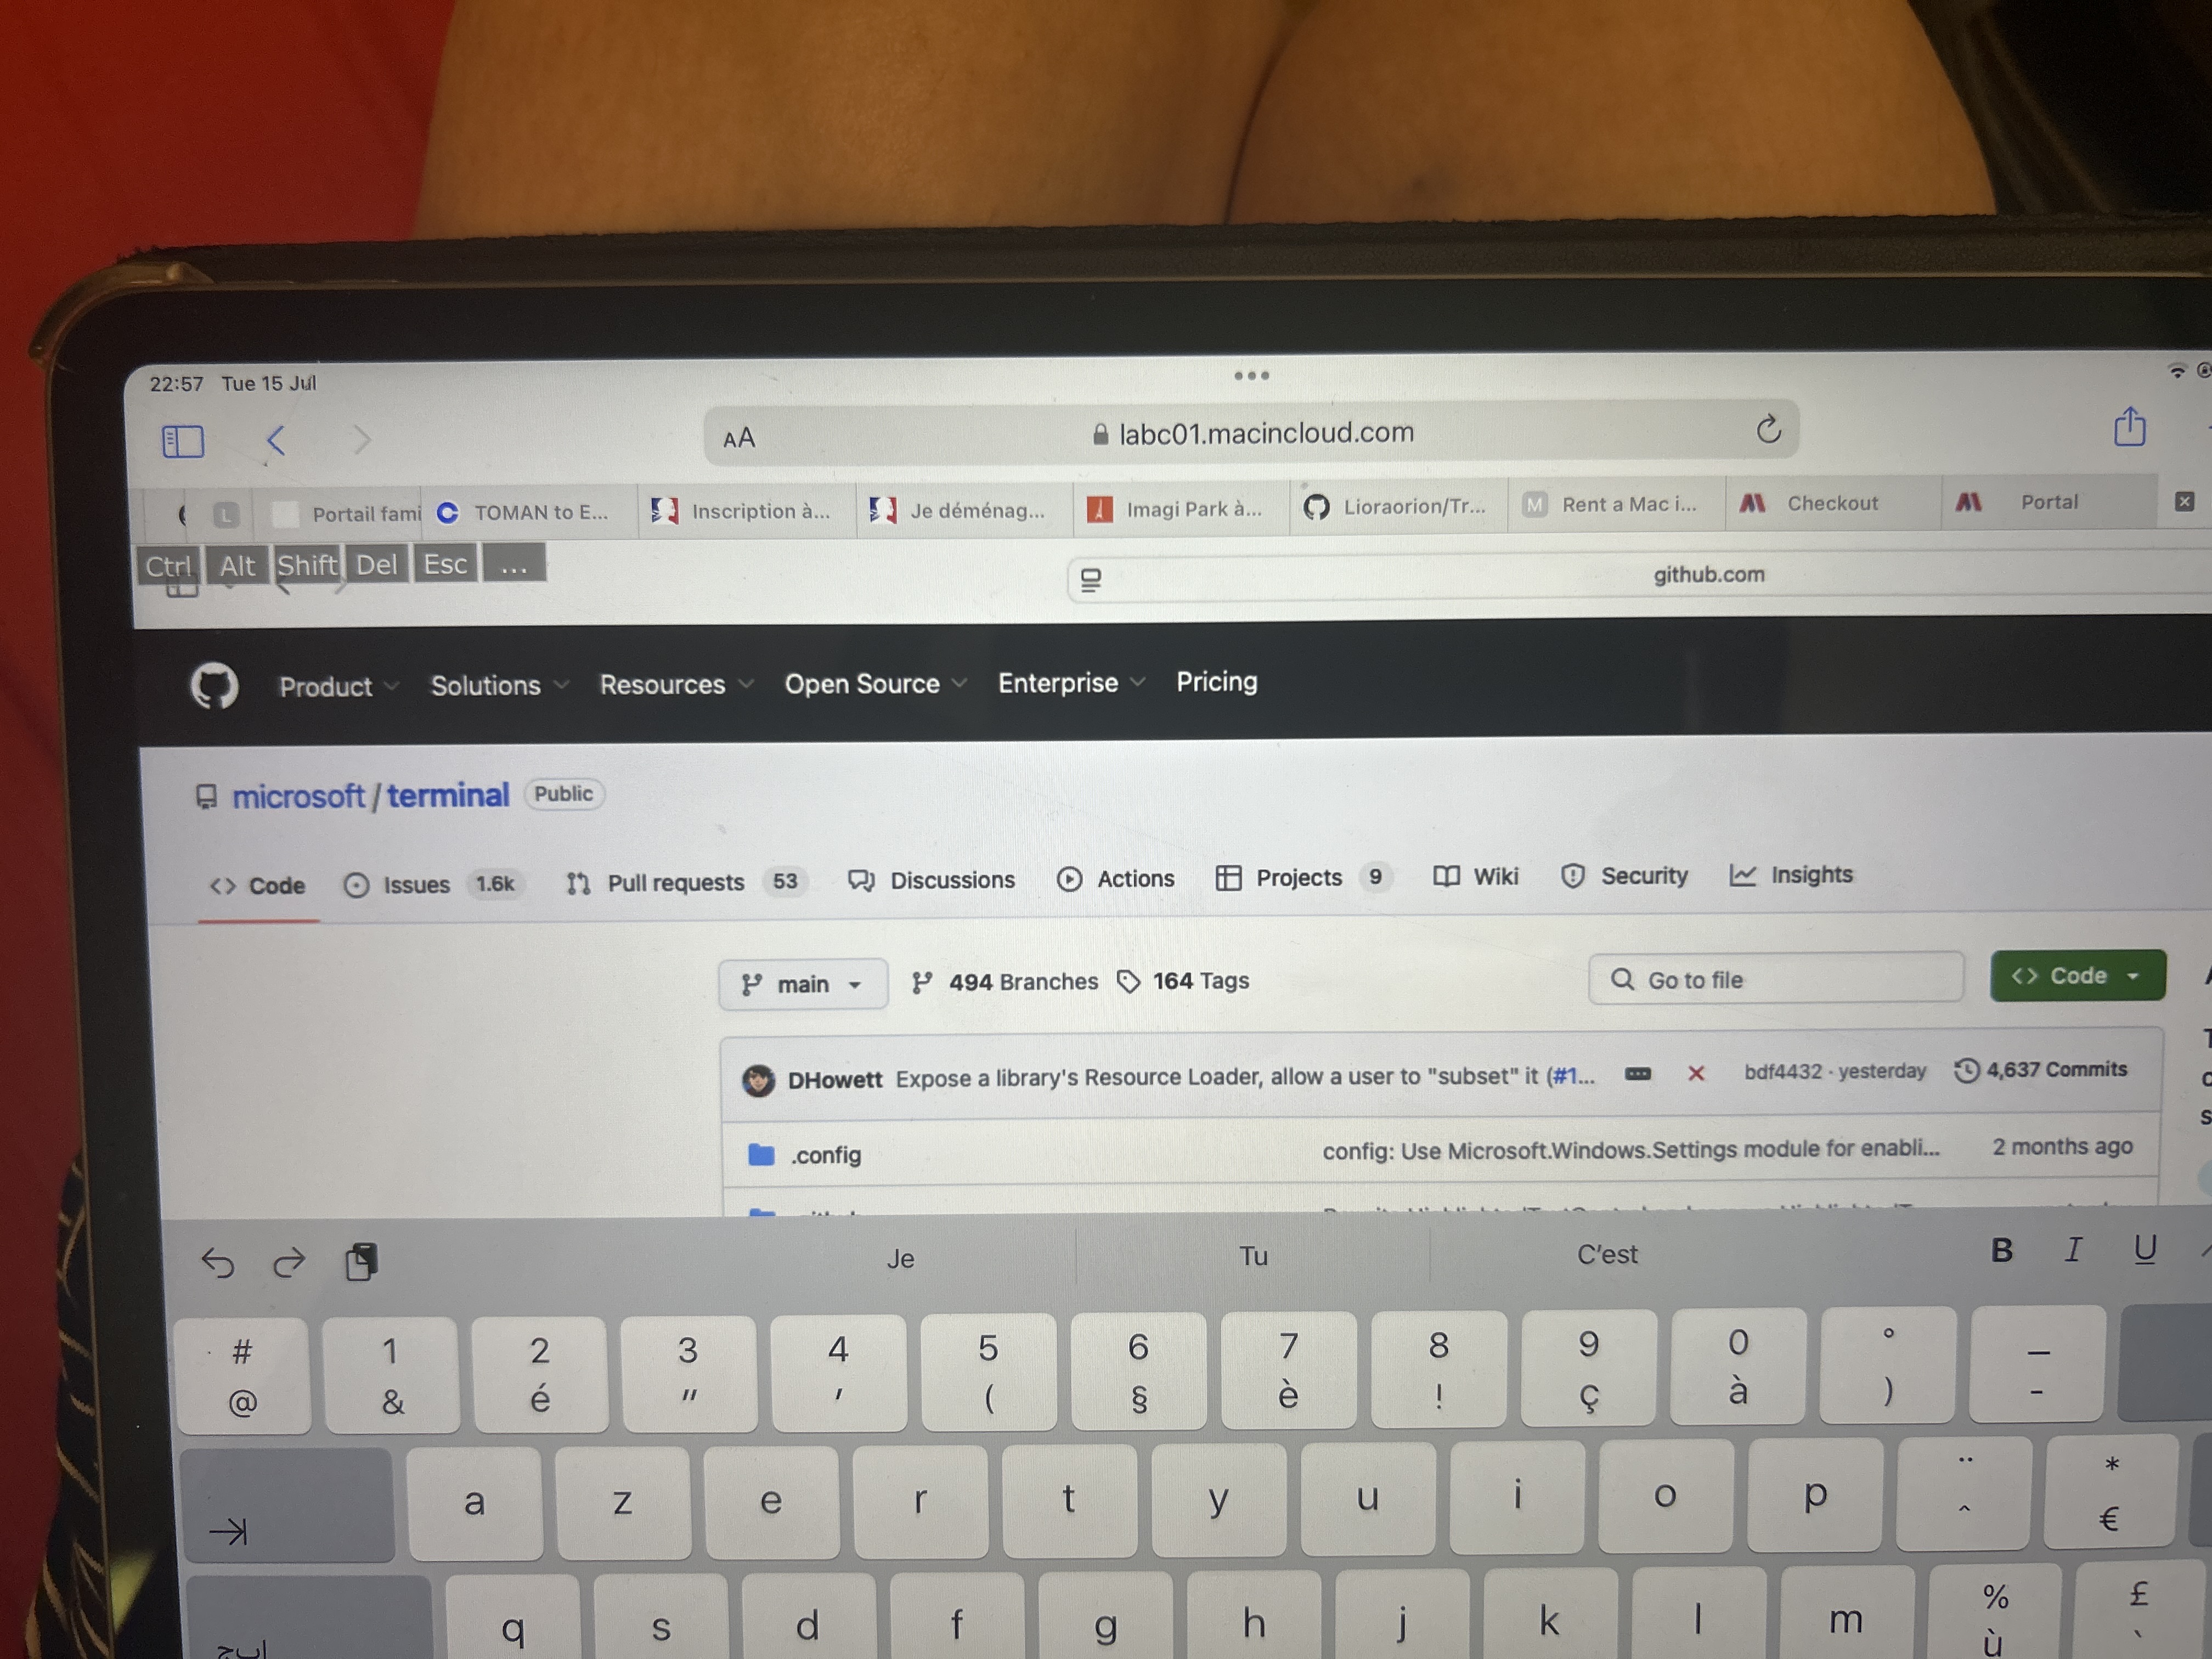 22:57 Tue 15 Jul
AA labc01.macincloud.com
L Portail fami TOMAN to E... Inscription à... Je déménag... Imagi Park à... Lioraorion/Tr... M Rent a Mac i... Checkout Portal
Ctrl Alt Shift Del Esc ...
github.com
Product Solutions Resources Open Source Enterprise Pricing
microsoft/terminal Public
Code Issues 1.6k Pull requests 53 Discussions Actions Projects 9 Wiki Security Insights
main 494 Branches 164 Tags Go to file <> Code
DHowett Expose a library's Resource Loader, allow a user to "subset" it (#1... bdf4432 · yesterday 4,637 Commits
.config config: Use Microsoft.Windows.Settings module for enabli... 2 months ago
Je Tu C'est B I U
# 1 2 3 4 5 6 7 8 9 0 ° _
@ & é " ' ( § è ! ç à ) -
a z e r t y u i o p ¨ ^ * €
q s d f g h j k l m % ù £ `